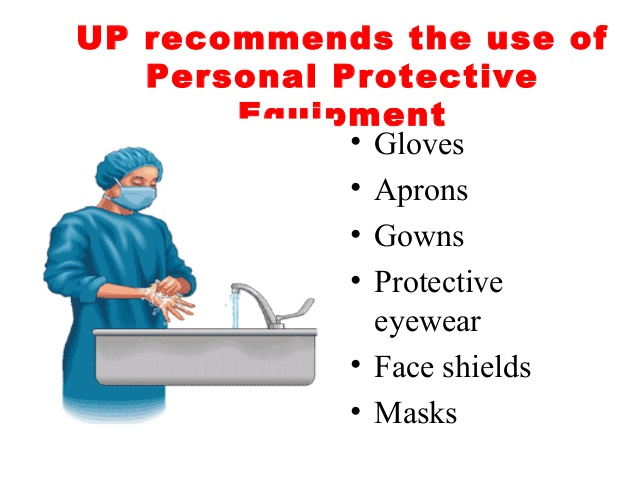 UP recommends the use of
Personal Protective
Equipment
• Gloves
• Aprons
• Gowns
• Protective
eyewear
• Face shields
• Masks